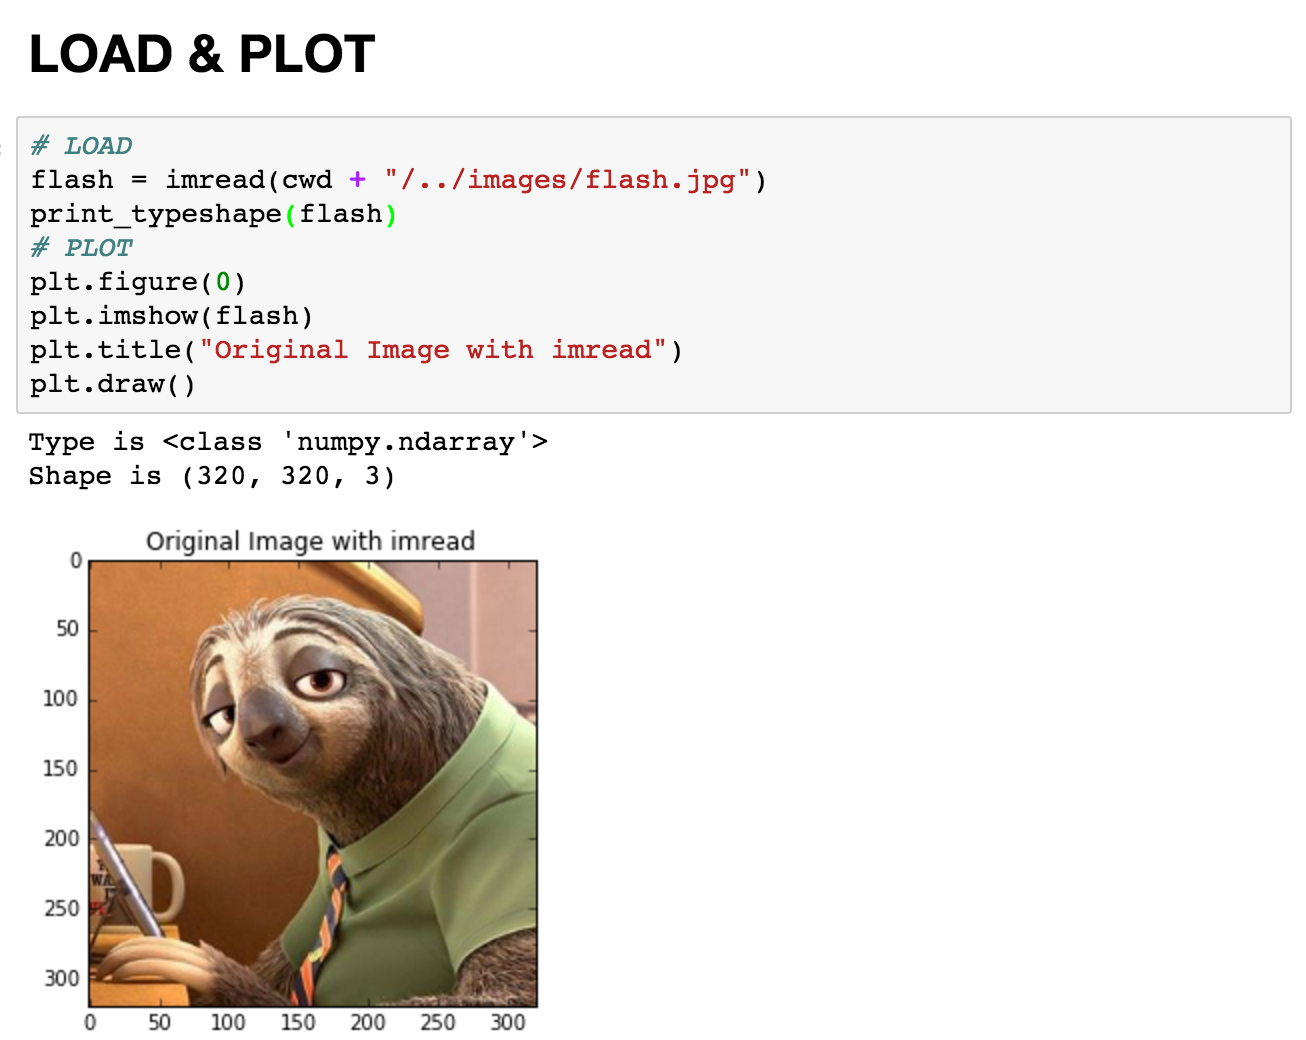 LOAD & PLOT
# LOAD
flash = imread(cwd + "/../images/flash.jpg")
print_typeshape(flash)
# PLOT
plt.figure(0)
plt.imshow(flash)
plt.title("Original Image with imread")
plt.draw()
Type is <class 'numpy.ndarray'>
Shape is (320, 320, 3)
Original Image with imread
0
50
100
150
200
250
300
WA
0 50 100 150 200 250 300